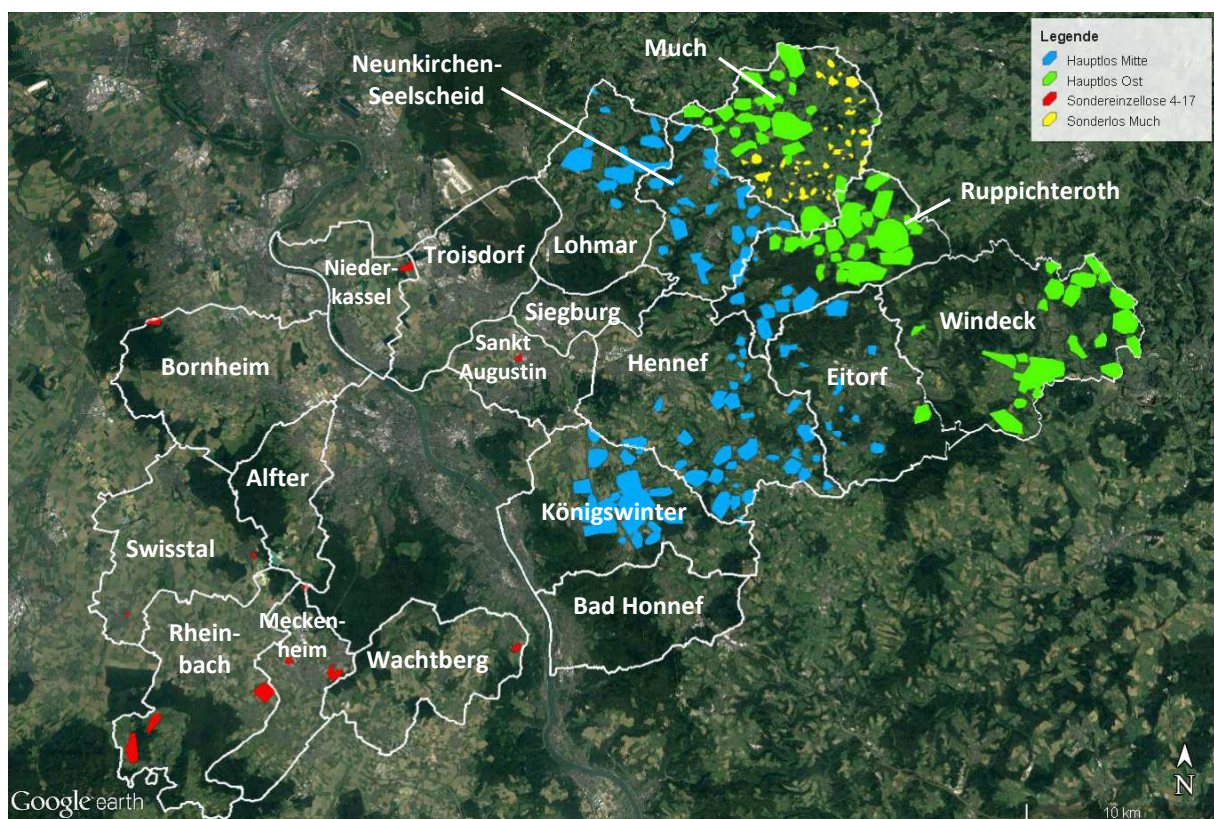 Much
Neunkirchen-
Seelscheid
Legende
Hauptlos Mitte
Hauptlos Ost
Sondereinzellose 4-17
Sonderlos Much
Ruppichteroth
Lohmar
Troisdorf
Nieder-
kassel
Siegburg
Windeck
Sankt
Augustin
Hennef
Bornheim
Eitorf
Alfter
Königswinter
Swisstal
Bad Honnef
Mecken-
heim
Rhein-
bach
Wachtberg
N
Google earth
10 km